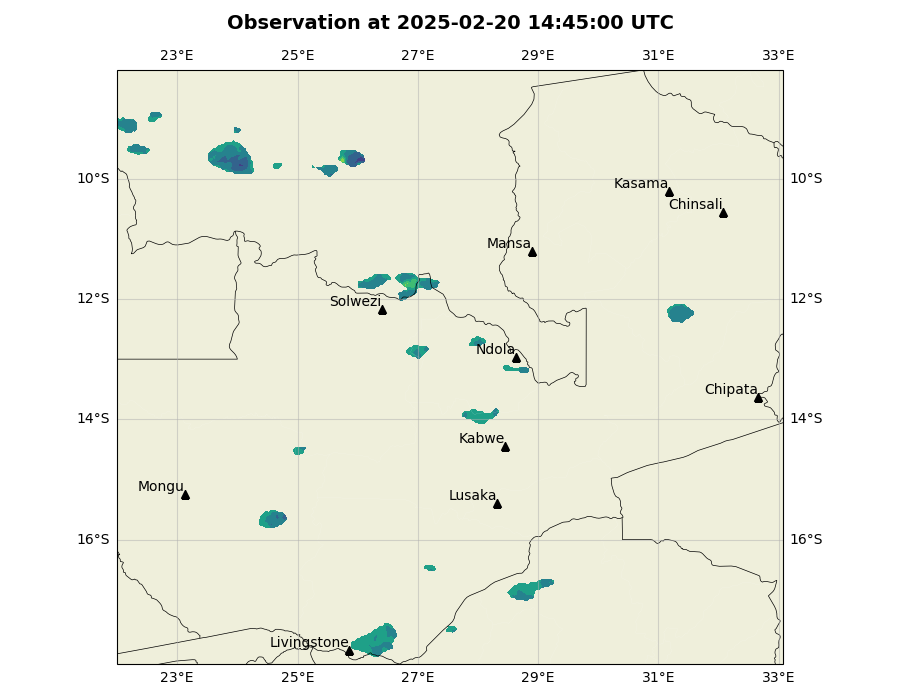 Observation at 2025-02-20 14:45:00 UTC
23°E 25°E 27°E 29°E 31°E 33°E
10°S 10°S
Kasama
Chinsali
Mansa
12°S 12°S
Solwezi
Ndola
Chipata
14°S 14°S
Kabwe
Mongu
Lusaka
16°S 16°S
Livingstone
23°E 25°E 27°E 29°E 31°E 33°E